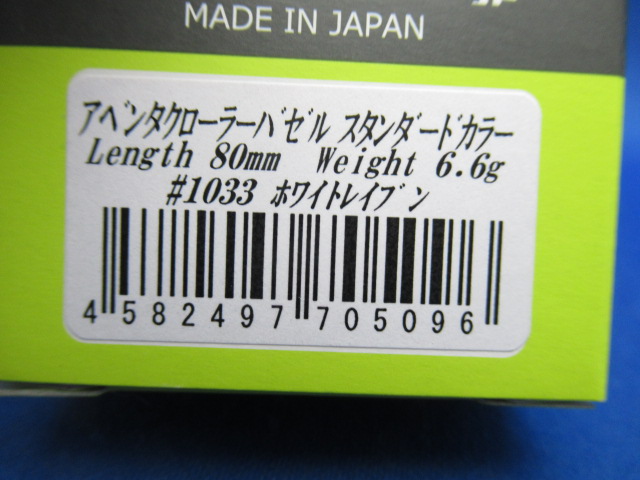 MADE IN JAPAN
アベンタクローラーバゼル スタンダードカラー
Length 80mm Weight 6.6g
#1033 ホワイトレイブン
4 582497 705096